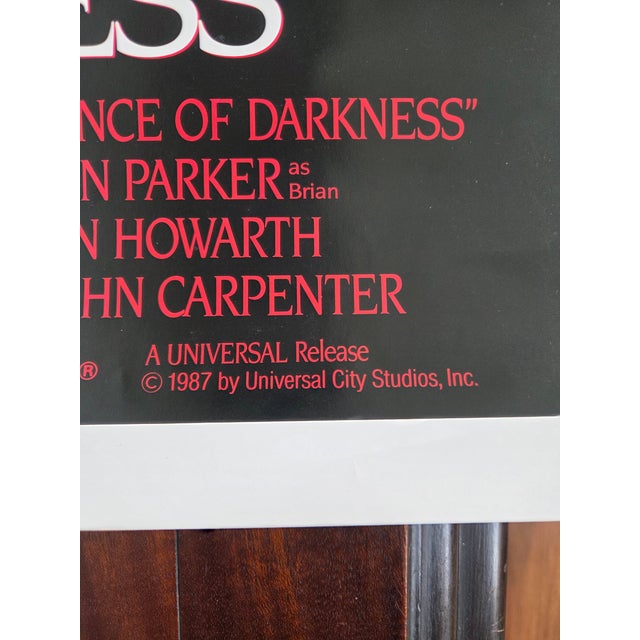 ESS
NCE OF DARKNESS”
N PARKER as Brian
N HOWARTH
HN CARPENTER
A UNIVERSAL Release
® © 1987 by Universal City Studios, Inc.